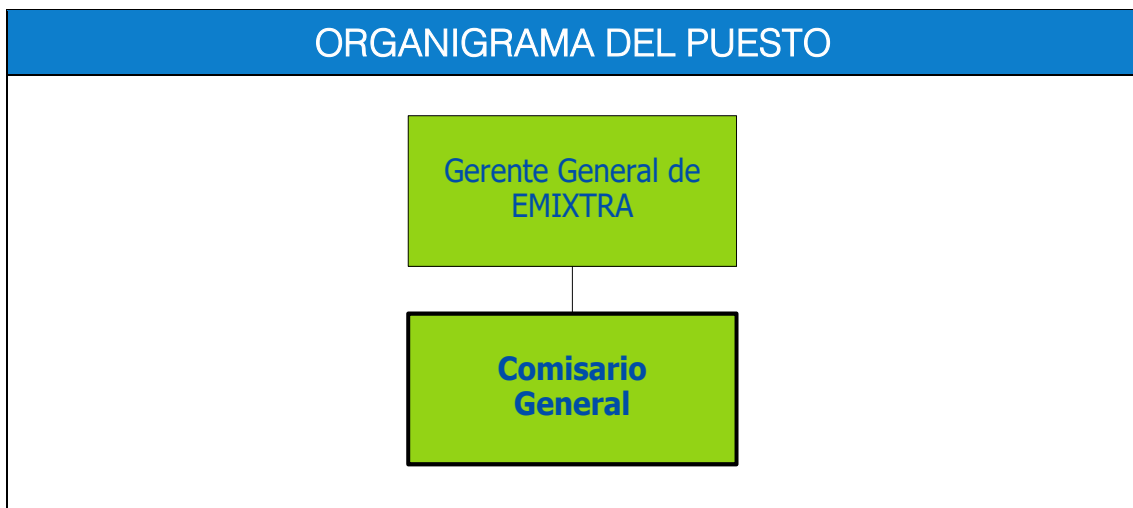 ORGANIGRAMA DEL PUESTO
Gerente General de
EMIXTRA
Comisario
General